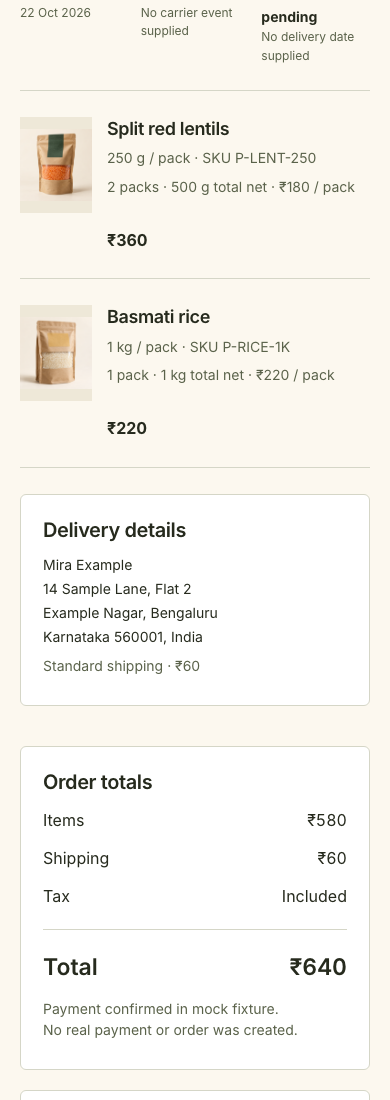 22 Oct 2026
No carrier event
supplied
pending
No delivery date
supplied
Split red lentils
250 g / pack · SKU P-LENT-250
2 packs · 500 g total net · ₹180 / pack
₹360
Basmati rice
1 kg / pack · SKU P-RICE-1K
1 pack · 1 kg total net · ₹220 / pack
₹220
Delivery details
Mira Example
14 Sample Lane, Flat 2
Example Nagar, Bengaluru
Karnataka 560001, India
Standard shipping · ₹60
Order totals
Items ₹580
Shipping ₹60
Tax Included
Total ₹640
Payment confirmed in mock fixture.
No real payment or order was created.